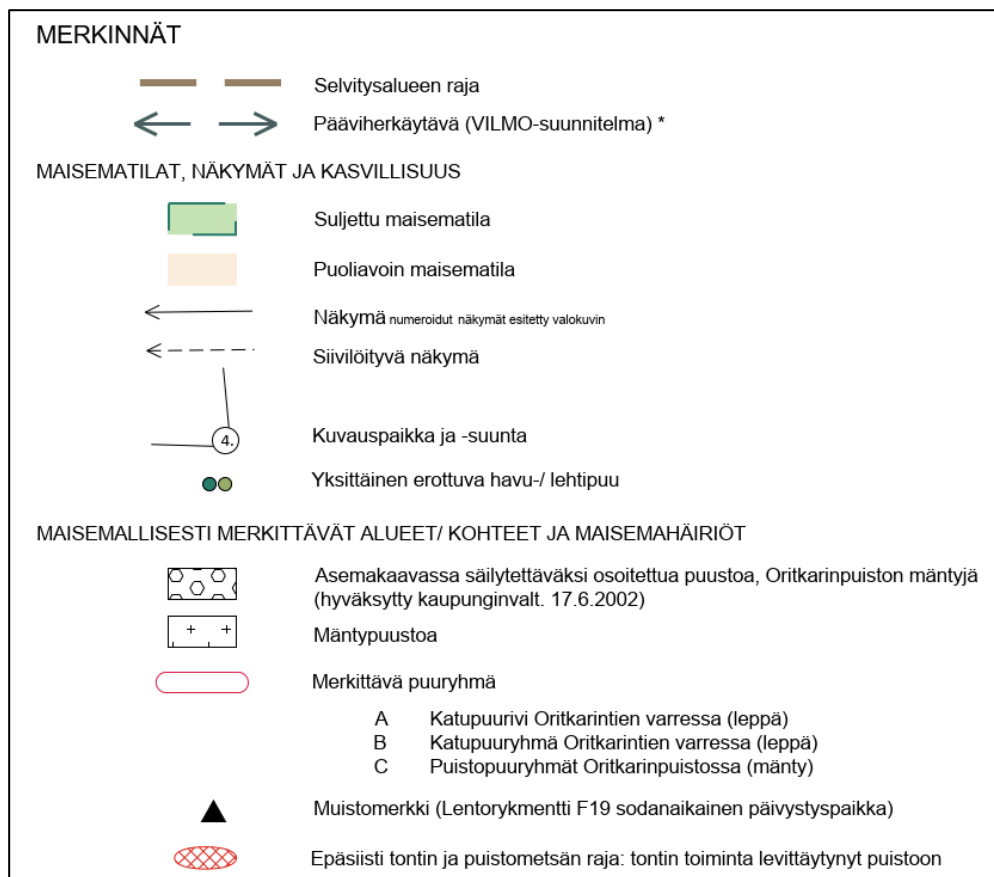 MERKINNÄT
Selvitysalueen raja
Pääviherkäytävä (VILMO-suunnitelma) *
MAISEMATILAT, NÄKYMÄT JA KASVILLISUUS
Suljettu maisematila
Puoliavoin maisematila
Näkymä numeroidut näkymät esitetty valokuvin
Siivilöityvä näkymä
4.
Kuvauspaikka ja -suunta
Yksittäinen erottuva havu-/ lehtipuu
MAISEMALLISESTI MERKITTÄVÄT ALUEET/ KOHTEET JA MAISEMAHÄIRIÖT
Asemakaavassa säilytettäväksi osoitettua puustoa, Oritkarinpuiston mäntyjä
(hyväksytty kaupunginvalt. 17.6.2002)
Mäntypuustoa
Merkittävä puuryhmä
A Katupuurivi Oritkarintien varressa (leppä)
B Katupuuryhmä Oritkarintien varressa (leppä)
C Puistopuuryhmät Oritkarinpuistossa (mänty)
Muistomerkki (Lentorykmentti F19 sodanaikainen päivystyspaikka)
Epäsiisti tontin ja puistometsän raja: tontin toiminta levittäytynyt puistoon